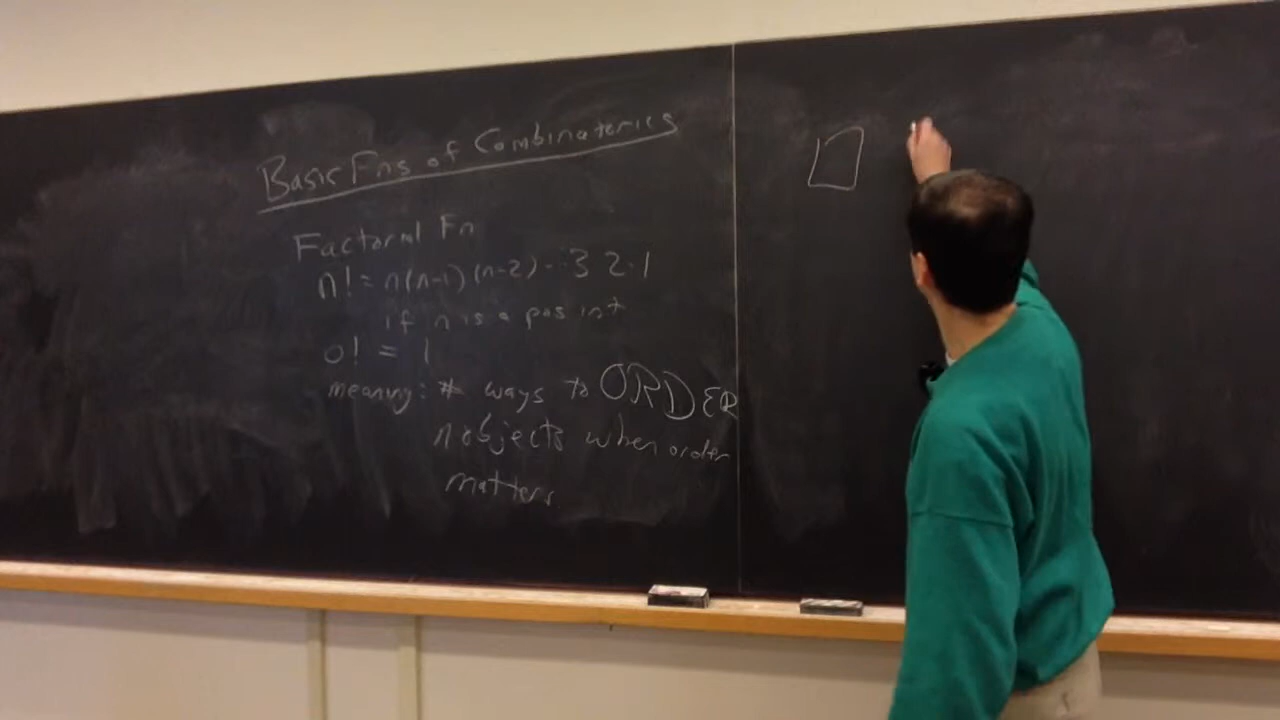 Basic Fns of Combinatorics
Factorial Fn
n! = n(n-1)(n-2)---3 2·1
if n is a pos int
0! = 1
meaning: # ways to ORDER
n objects when order
matters